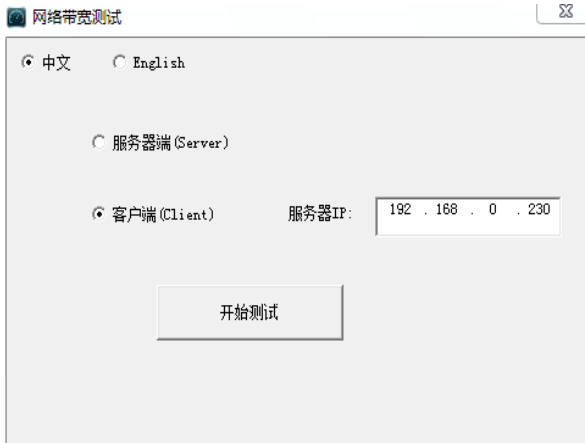 网络带宽测试
中文 English
服务器端(Server)
客户端(Client) 服务器IP: 192 . 168 . 0 . 230
开始测试